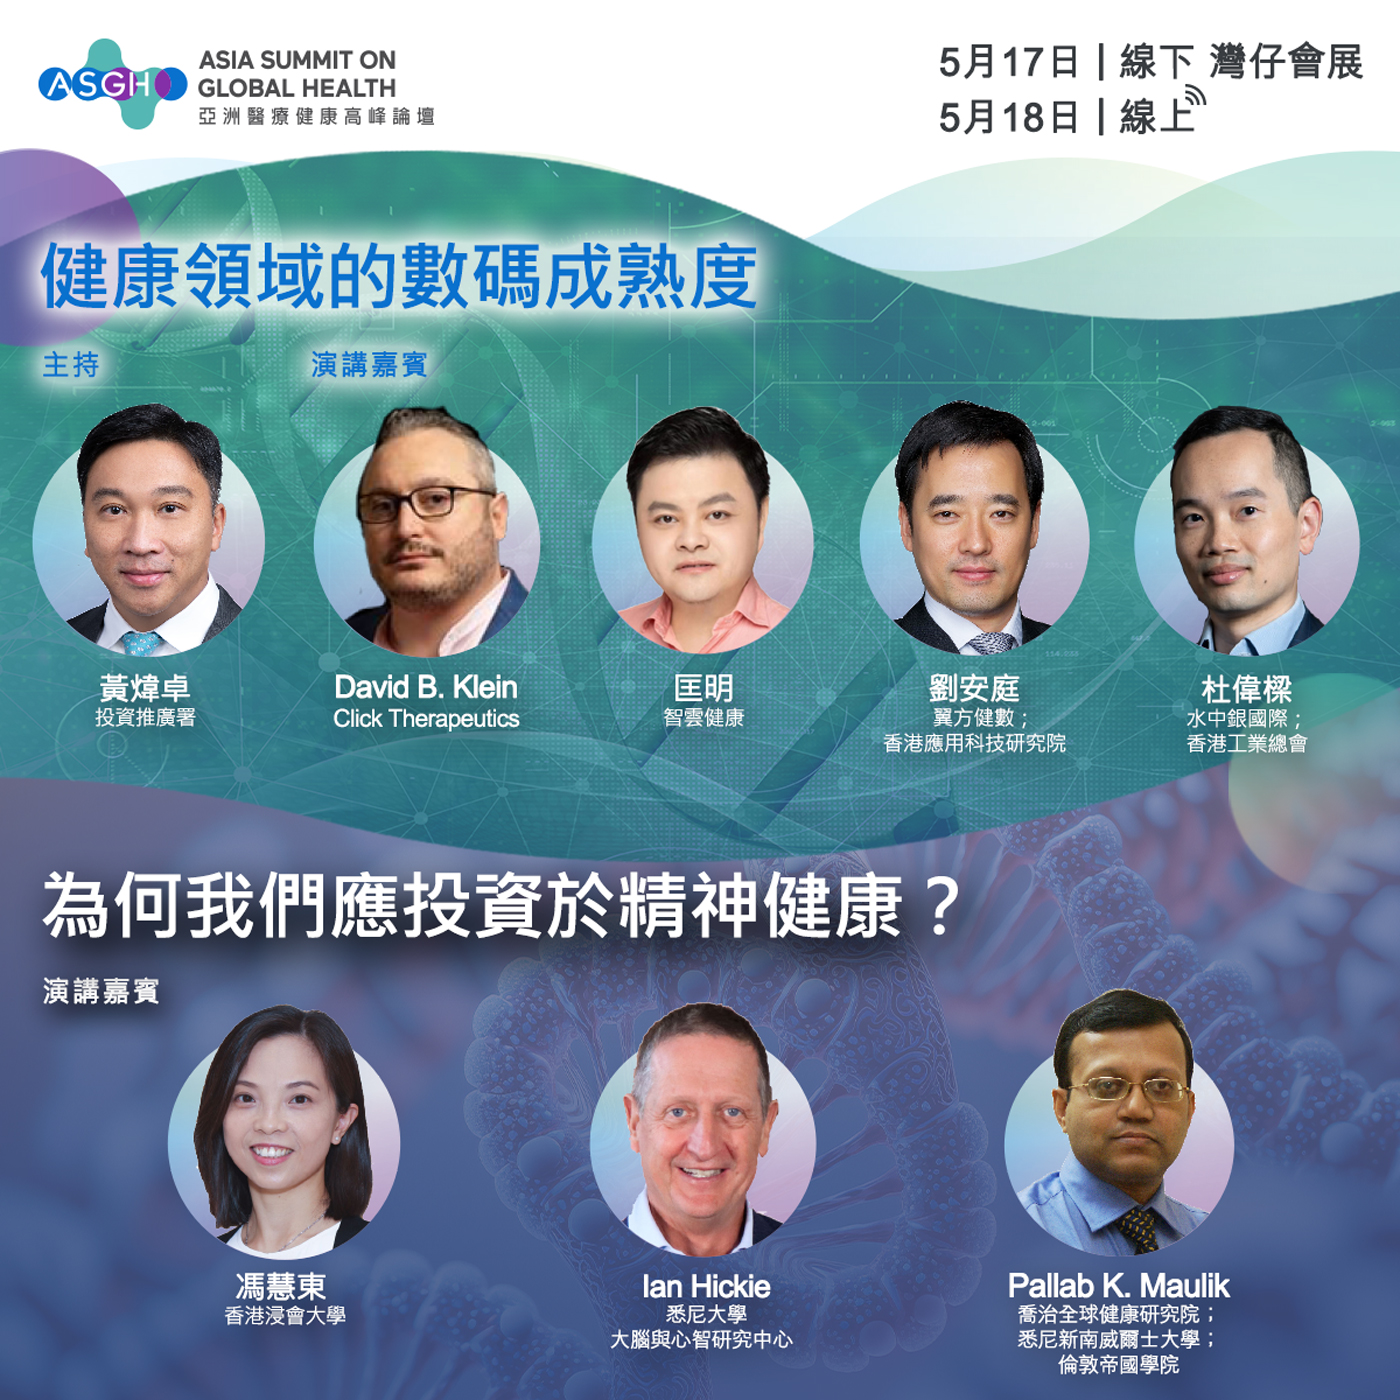 ASGH
ASIA SUMMIT ON
GLOBAL HEALTH
亞洲醫療健康高峰論壇
5月17日 | 線下 灣仔會展
5月18日 | 線上
健康領域的數碼成熟度
主持
演講嘉賓
黃煒卓
投資推廣署
David B. Klein
Click Therapeutics
匡明
智雲健康
劉安庭
翼方健數；
香港應用科技研究院
杜偉樑
水中銀國際；
香港工業總會
為何我們應投資於精神健康？
演講嘉賓
馮慧東
香港浸會大學
Ian Hickie
悉尼大學
大腦與心智研究中心
Pallab K. Maulik
喬治全球健康研究院；
悉尼新南威爾士大學；
倫敦帝國學院